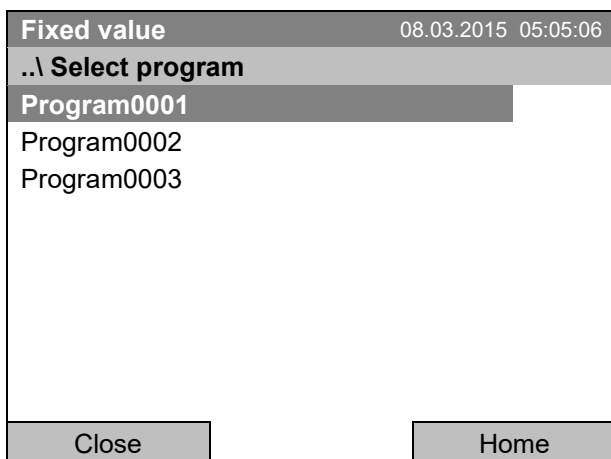 Fixed value 08.03.2015 05:05:06
..\ Select program
Program0001
Program0002
Program0003
Close Home